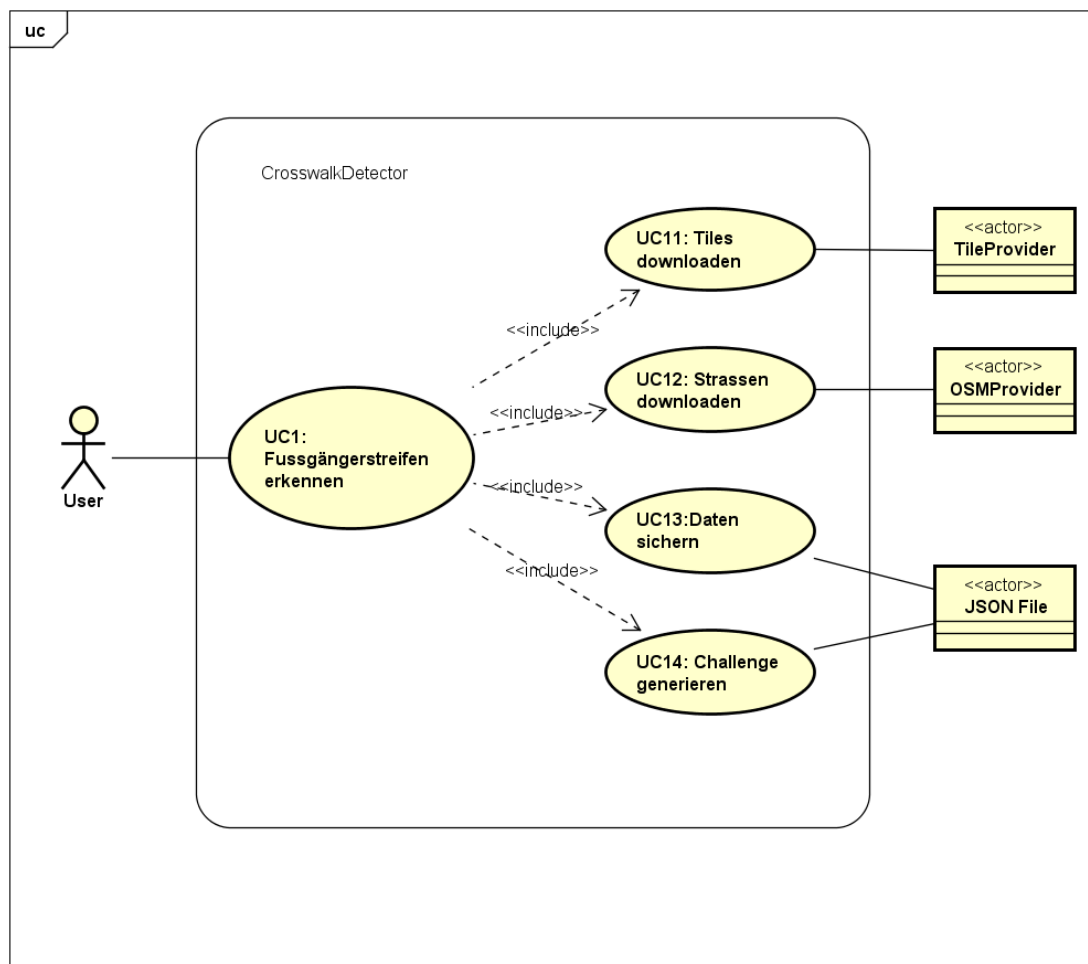 uc
CrosswalkDetector
UC11: Tiles
downloaden
<<actor>>
TileProvider
<<include>>
UC12: Strassen
downloaden
<<actor>>
OSMProvider
<<include>>
UC1:
Fussgängerstreifen
erkennen
User
<<include>>
UC13:Daten
sichern
<<include>>
<<actor>>
JSON File
UC14: Challenge
generieren